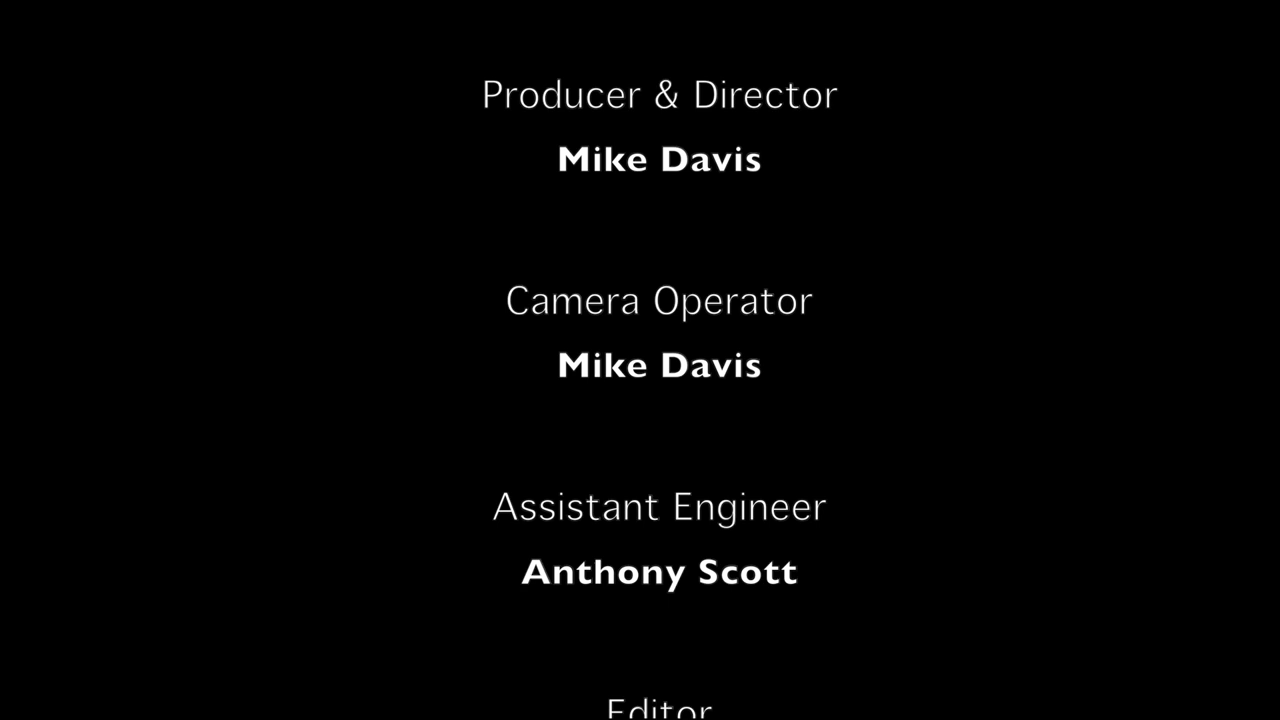 Producer & Director
Mike Davis
Camera Operator
Mike Davis
Assistant Engineer
Anthony Scott
Editor